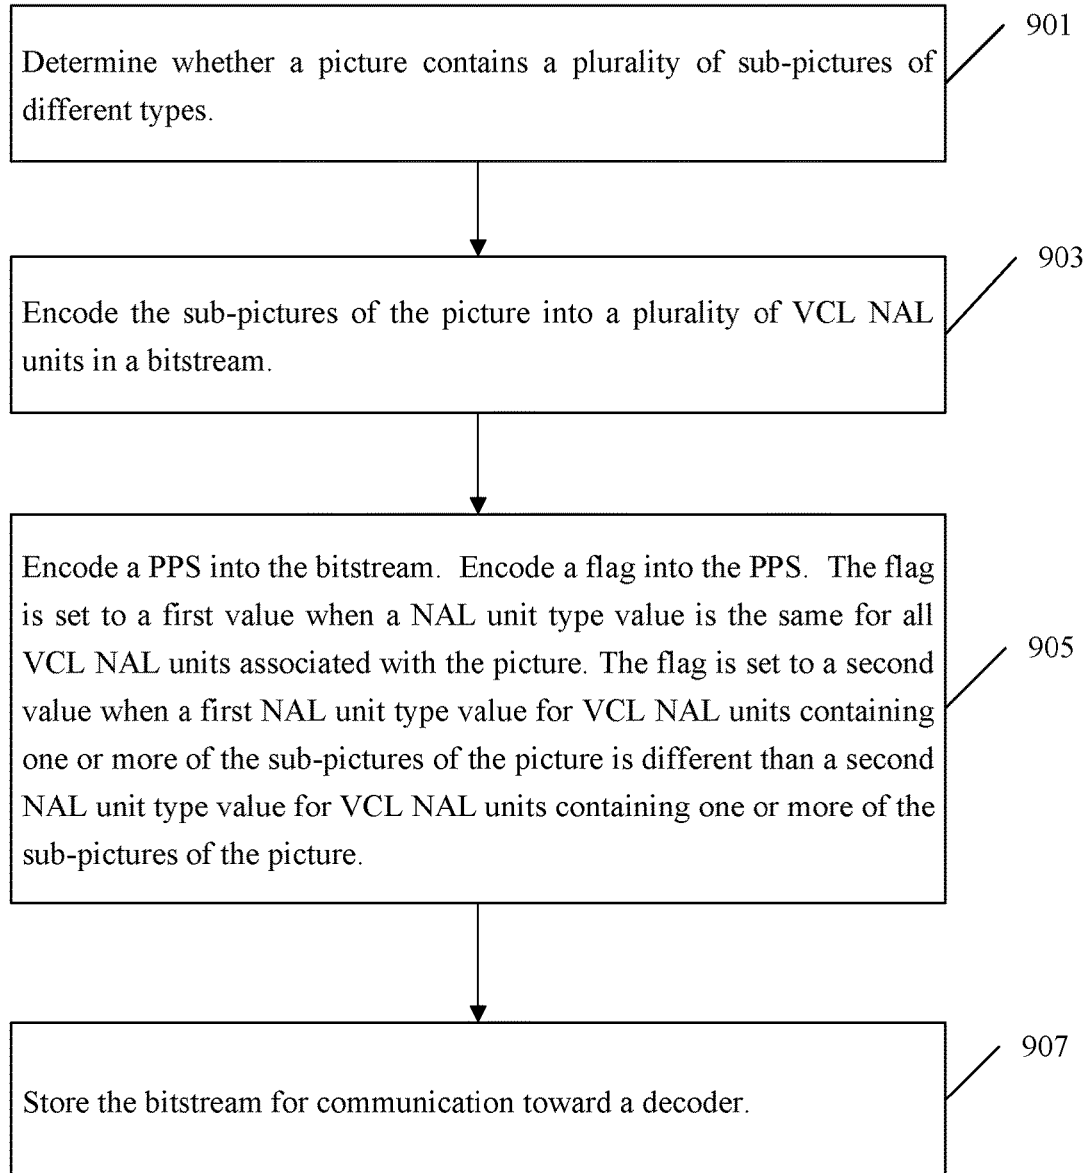 901
Determine whether a picture contains a plurality of sub-pictures of
different types.
903
Encode the sub-pictures of the picture into a plurality of VCL NAL
units in a bitstream.
905
Encode a PPS into the bitstream. Encode a flag into the PPS. The flag
is set to a first value when a NAL unit type value is the same for all
VCL NAL units associated with the picture. The flag is set to a second
value when a first NAL unit type value for VCL NAL units containing
one or more of the sub-pictures of the picture is different than a second
NAL unit type value for VCL NAL units containing one or more of the
sub-pictures of the picture.
907
Store the bitstream for communication toward a decoder.